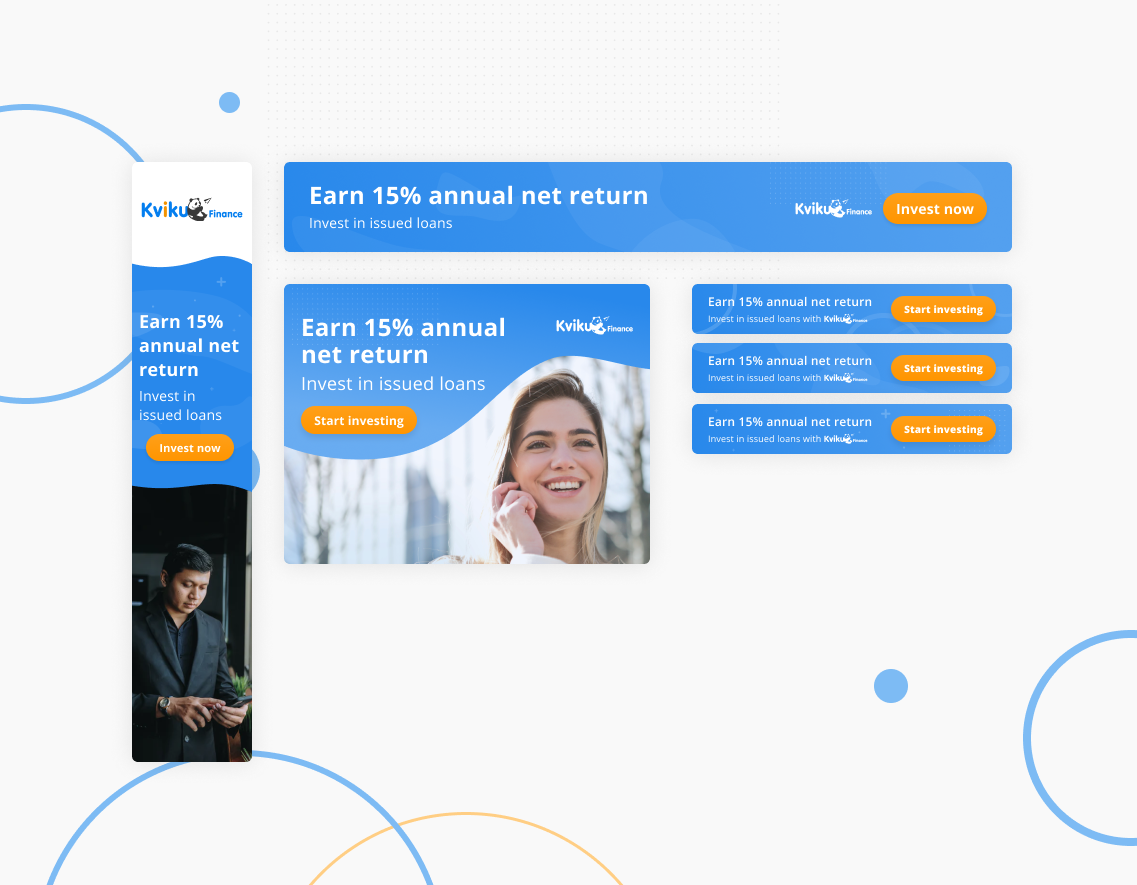 Kviku Finance
Earn 15%
annual net
return
Invest in
issued loans
Invest now
Earn 15% annual net return
Invest in issued loans
Kviku Finance
Invest now
Earn 15% annual
net return
Invest in issued loans
Start investing
Kviku Finance
Earn 15% annual net return
Invest in issued loans with Kviku Finance
Start investing
Earn 15% annual net return
Invest in issued loans with Kviku Finance
Start investing
Earn 15% annual net return
Invest in issued loans with Kviku Finance
Start investing